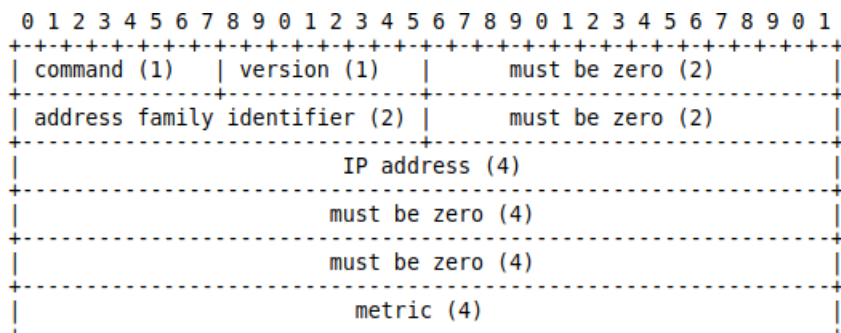 0 1 2 3 4 5 6 7 8 9 0 1 2 3 4 5 6 7 8 9 0 1 2 3 4 5 6 7 8 9 0 1
+-+-+-+-+-+-+-+-+-+-+-+-+-+-+-+-+-+-+-+-+-+-+-+-+-+-+-+-+-+-+-+-+
| command (1) | version (1) | must be zero (2) |
+---------------+---------------+-------------------------------+
| address family identifier (2) | must be zero (2) |
+-------------------------------+-------------------------------+
| IP address (4) |
+---------------------------------------------------------------+
| must be zero (4) |
+---------------------------------------------------------------+
| must be zero (4) |
+---------------------------------------------------------------+
| metric (4) |